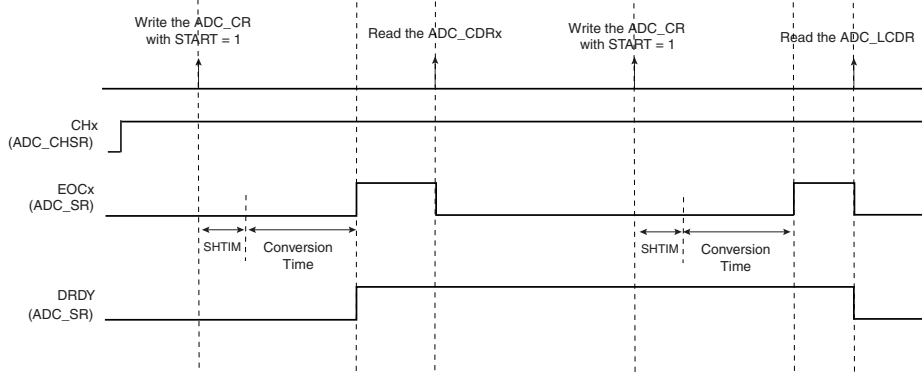 Write the ADC_CR
with START = 1
Read the ADC_CDRx
Write the ADC_CR
with START = 1
Read the ADC_LCDR
CHx
(ADC_CHSR)
EOCx
(ADC_SR)
SHTIM
Conversion
Time
SHTIM
Conversion
Time
DRDY
(ADC_SR)